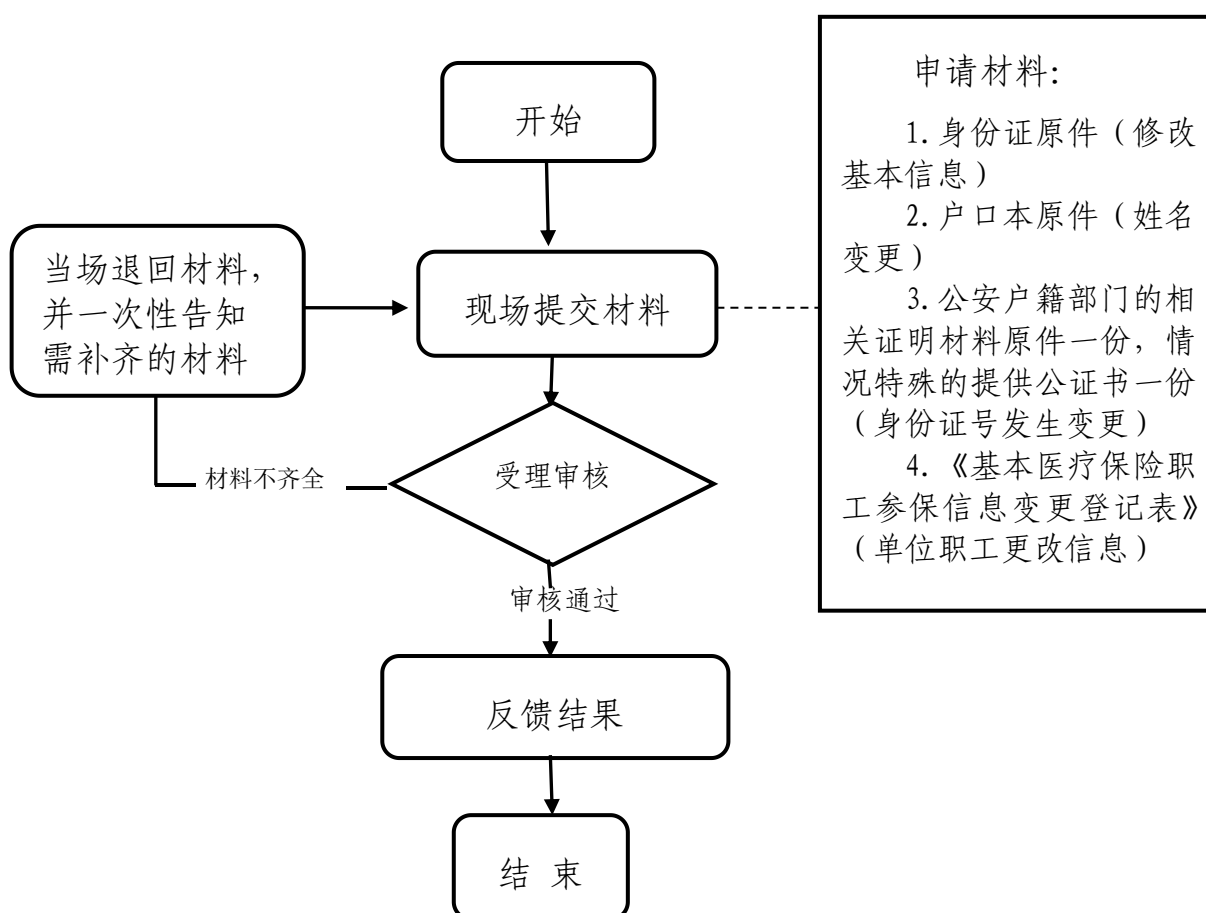 开始
申请材料:
1.身份证原件（修改
基本信息）
2.户口本原件（姓名
变更）
3.公安户籍部门的相
关证明材料原件一份，情
况特殊的提供公证书一份
（身份证号发生变更）
4.《基本医疗保险职
工参保信息变更登记表》
（单位职工更改信息）
当场退回材料，
并一次性告知
需补齐的材料
现场提交材料
材料不齐全
受理审核
审核通过
反馈结果
结 束